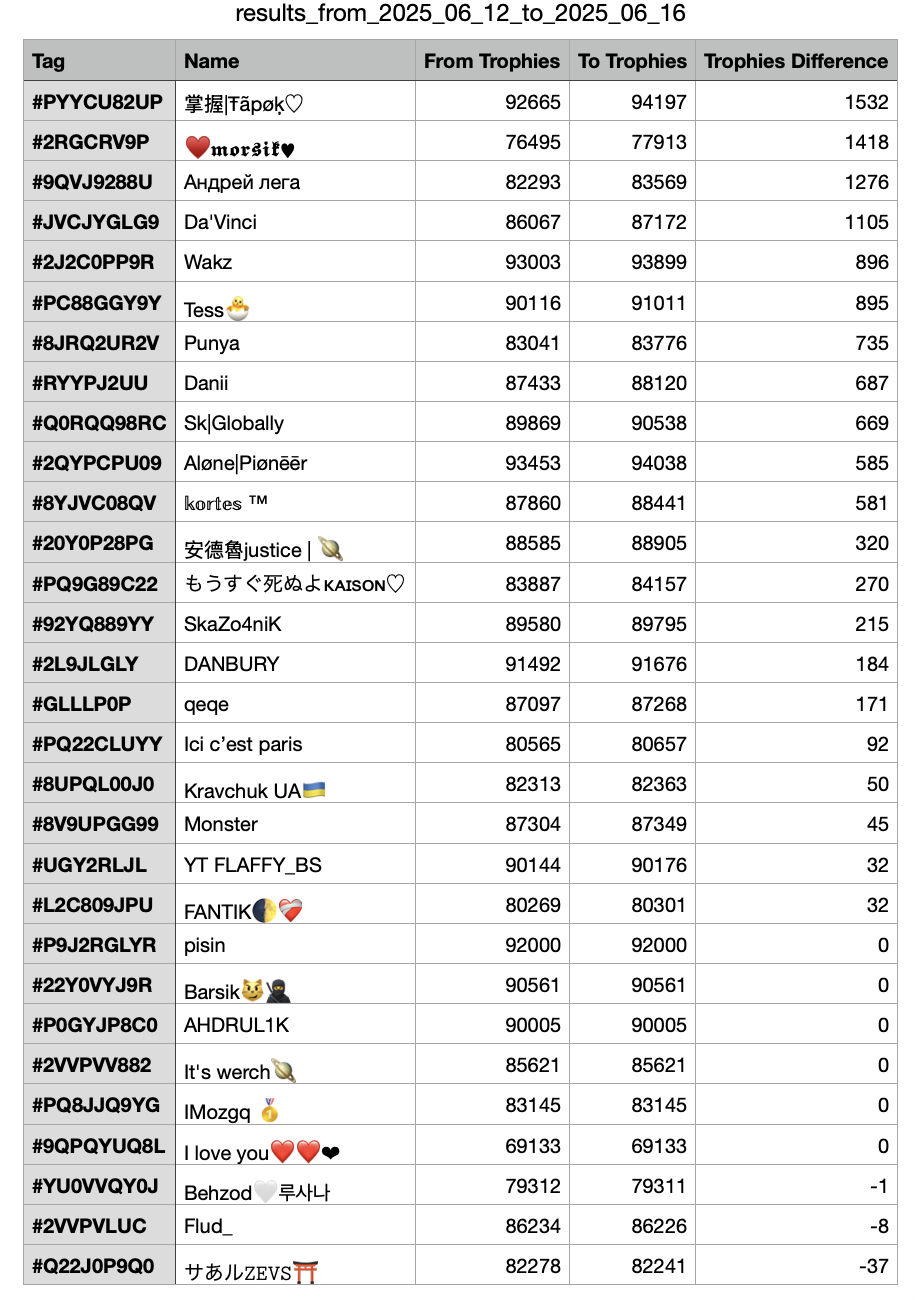 results_from_2025_06_12_to_2025_06_16
Tag Name From Trophies To Trophies Trophies Difference
#PYYCU82UP 掌握|Ŧãpøķ♡ 92665 94197 1532
#2RGCRV9P ❤️𝖒𝖔𝖗𝖘𝖎𝖐♥ 76495 77913 1418
#9QVJ9288U Андрей лега 82293 83569 1276
#JVCJYGLG9 Da'Vinci 86067 87172 1105
#2J2C0PP9R Wakz 93003 93899 896
#PC88GGY9Y Tess🐣 90116 91011 895
#8JRQ2UR2V Punya 83041 83776 735
#RYYPJ2UU Danii 87433 88120 687
#Q0RQQ98RC Sk|Globally 89869 90538 669
#2QYPCPU09 Aløne|Piønēēr 93453 94038 585
#8YJVC08QV 𝕜𝕠𝕣𝕥𝕖𝕤 ™ 87860 88441 581
#20Y0P28PG 安德魯justice | 🪐 88585 88905 320
#PQ9G89C22 もうすぐ死ぬよᴋᴀɪsᴏɴ♡ 83887 84157 270
#92YQ889YY SkaZo4niK 89580 89795 215
#2L9JLGLY DANBURY 91492 91676 184
#GLLLP0P qeqe 87097 87268 171
#PQ22CLUYY Ici c’est paris 80565 80657 92
#8UPQL00J0 Kravchuk UA🇺🇦 82313 82363 50
#8V9UPGG99 Monster 87304 87349 45
#UGY2RLJL YT FLAFFY_BS 90144 90176 32
#L2C809JPU FANTIK🌓❤️‍🩹 80269 80301 32
#P9J2RGLYR pisin 92000 92000 0
#22Y0VYJ9R Barsik😼🥷 90561 90561 0
#P0GYJP8C0 AHDRUL1K 90005 90005 0
#2VVPVV882 It's werch🪐 85621 85621 0
#PQ8JJQ9YG IMozgq 🏅 83145 83145 0
#9QPQYUQ8L I love you❤️❤️❤ 69133 69133 0
#YU0VVQY0J Behzod🤍루사나 79312 79311 -1
#2VVPVLUC Flud_ 86234 86226 -8
#Q22J0P9Q0 サあル𝚉𝙴𝚅𝚂⛩️ 82278 82241 -37